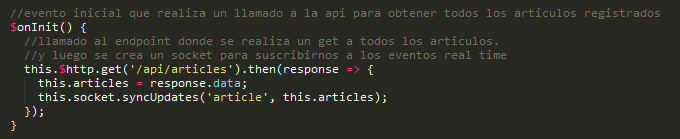 //evento inicial que realiza un llamado a la api para obtener todos los articulos registrados
$onInit() {
//llamado al endpoint donde se realiza un get a todos los articulos.
//y luego se crea un socket para suscribirnos a los eventos real time
this.$http.get('/api/articles').then(response => {
this.articles = response.data;
this.socket.syncUpdates('article', this.articles);
});
}